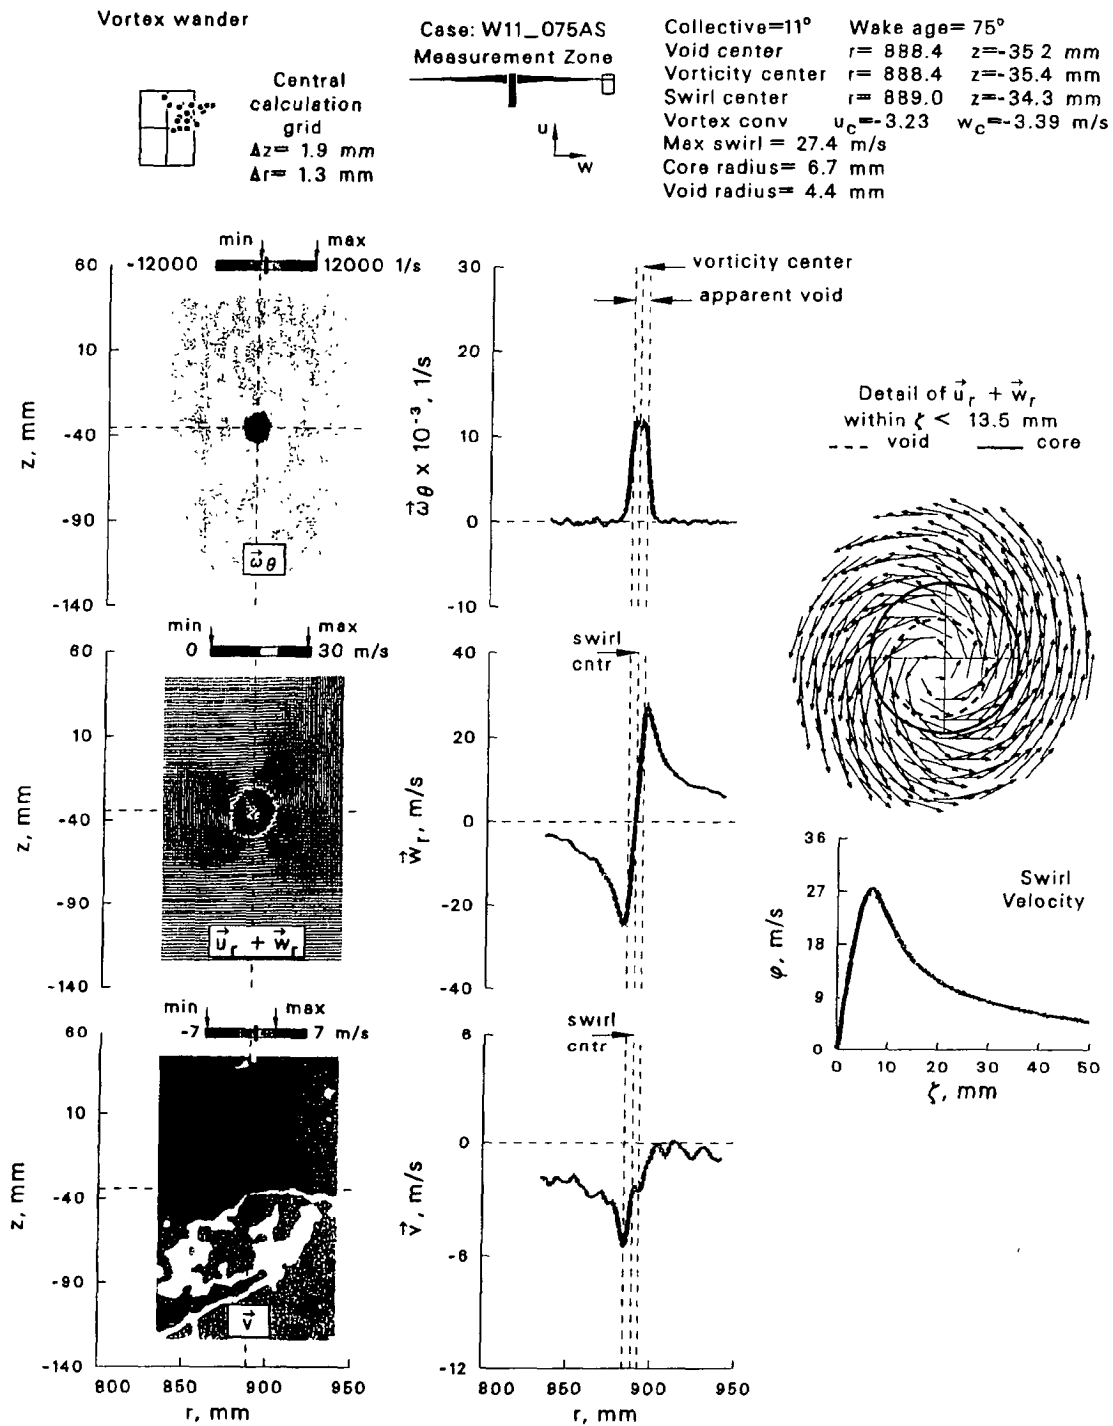 Vortex wander
Central
calculation
grid
Δz= 1.9 mm
Δr= 1.3 mm
Case: W11_075AS
Measurement Zone
u
w
Collective=11° Wake age= 75°
Void center r= 888.4 z=-35 2 mm
Vorticity center r= 888.4 z=-35.4 mm
Swirl center r= 889.0 z=-34.3 mm
Vortex conv u_c=-3.23 w_c=-3.39 m/s
Max swirl = 27.4 m/s
Core radius= 6.7 mm
Void radius= 4.4 mm
min max
-12000 12000 1/s
60
10
-40
-90
-140
z, mm
ω⃗θ
30
20
10
0
-10
ω⃗θ x 10⁻³, 1/s
vorticity center
apparent void
Detail of u⃗r + w⃗r
within ζ < 13.5 mm
--- void — core
min max
0 30 m/s
60
10
-40
-90
-140
z, mm
u⃗r + w⃗r
swirl
cntr
40
20
0
-20
-40
w⃗r, m/s
36
27
18
9
0
φ, m/s
Swirl
Velocity
0 10 20 30 40 50
ζ, mm
min max
-7 7 m/s
60
10
-40
-90
-140
z, mm
v⃗
800 850 900 950
r, mm
swirl
cntr
6
0
-6
-12
v⃗, m/s
800 850 900 950
r, mm